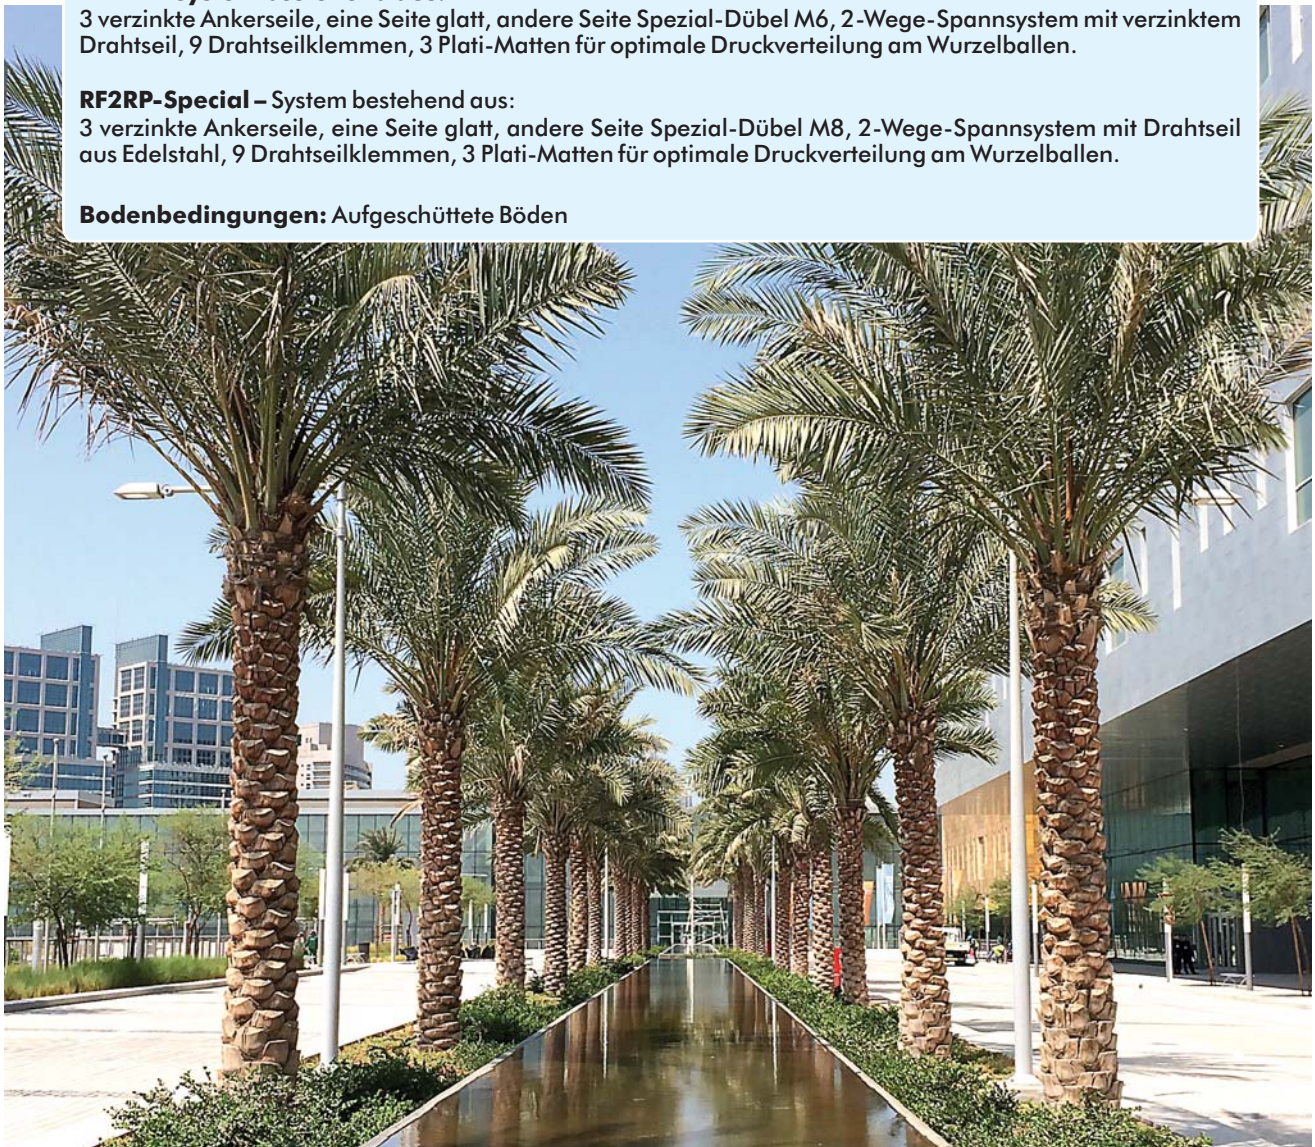 3 verzinkte Ankerseile, eine Seite glatt, andere Seite Spezial-Dübel M6, 2-Wege-Spannsystem mit verzinktem
Drahtseil, 9 Drahtseilklemmen, 3 Plati-Matten für optimale Druckverteilung am Wurzelballen.
RF2RP-Special – System bestehend aus:
3 verzinkte Ankerseile, eine Seite glatt, andere Seite Spezial-Dübel M8, 2-Wege-Spannsystem mit Drahtseil
aus Edelstahl, 9 Drahtseilklemmen, 3 Plati-Matten für optimale Druckverteilung am Wurzelballen.
Bodenbedingungen: Aufgeschüttete Böden